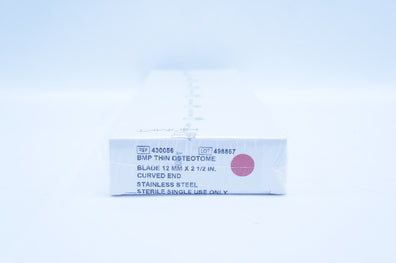 REF 430056 LOT 498867
BMP THIN OSTEOTOME
BLADE 12 MM X 2 1/2 IN.
CURVED END
STAINLESS STEEL
STERILE SINGLE USE ONLY